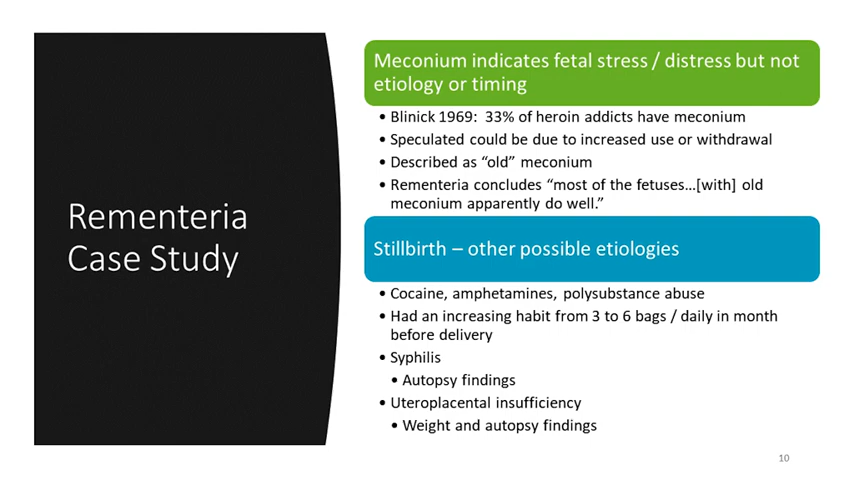 Rementeria
Case Study
Meconium indicates fetal stress / distress but not
etiology or timing
• Blinick 1969:  33% of heroin addicts have meconium
• Speculated could be due to increased use or withdrawal
• Described as “old” meconium
• Rementeria concludes “most of the fetuses…[with] old
meconium apparently do well.”
Stillbirth – other possible etiologies
• Cocaine, amphetamines, polysubstance abuse
• Had an increasing habit from 3 to 6 bags / daily in month
before delivery
• Syphilis
• Autopsy findings
• Uteroplacental insufficiency
• Weight and autopsy findings
10